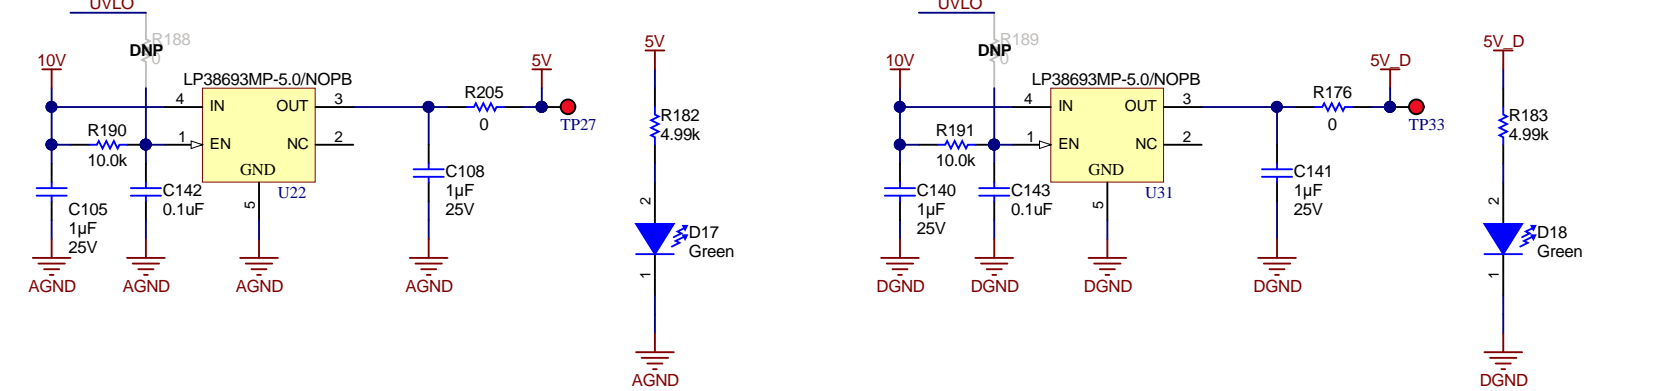 UVLO
R188
DNP
0
10V
LP38693MP-5.0/NOPB
5V
5V
4
IN
OUT
3
R205
0
TP27
R182
4.99k
R190
10.0k
1
EN
NC
2
GND
U22
5
C105
1µF
25V
C142
0.1uF
C108
1µF
25V
2
D17
Green
1
AGND
AGND
AGND
AGND
AGND
UVLO
R189
DNP
0
10V
LP38693MP-5.0/NOPB
5V_D
5V_D
4
IN
OUT
3
R176
0
TP33
R183
4.99k
R191
10.0k
1
EN
NC
2
GND
U31
5
C140
1µF
25V
C143
0.1uF
C141
1µF
25V
2
D18
Green
1
DGND
DGND
DGND
DGND
DGND